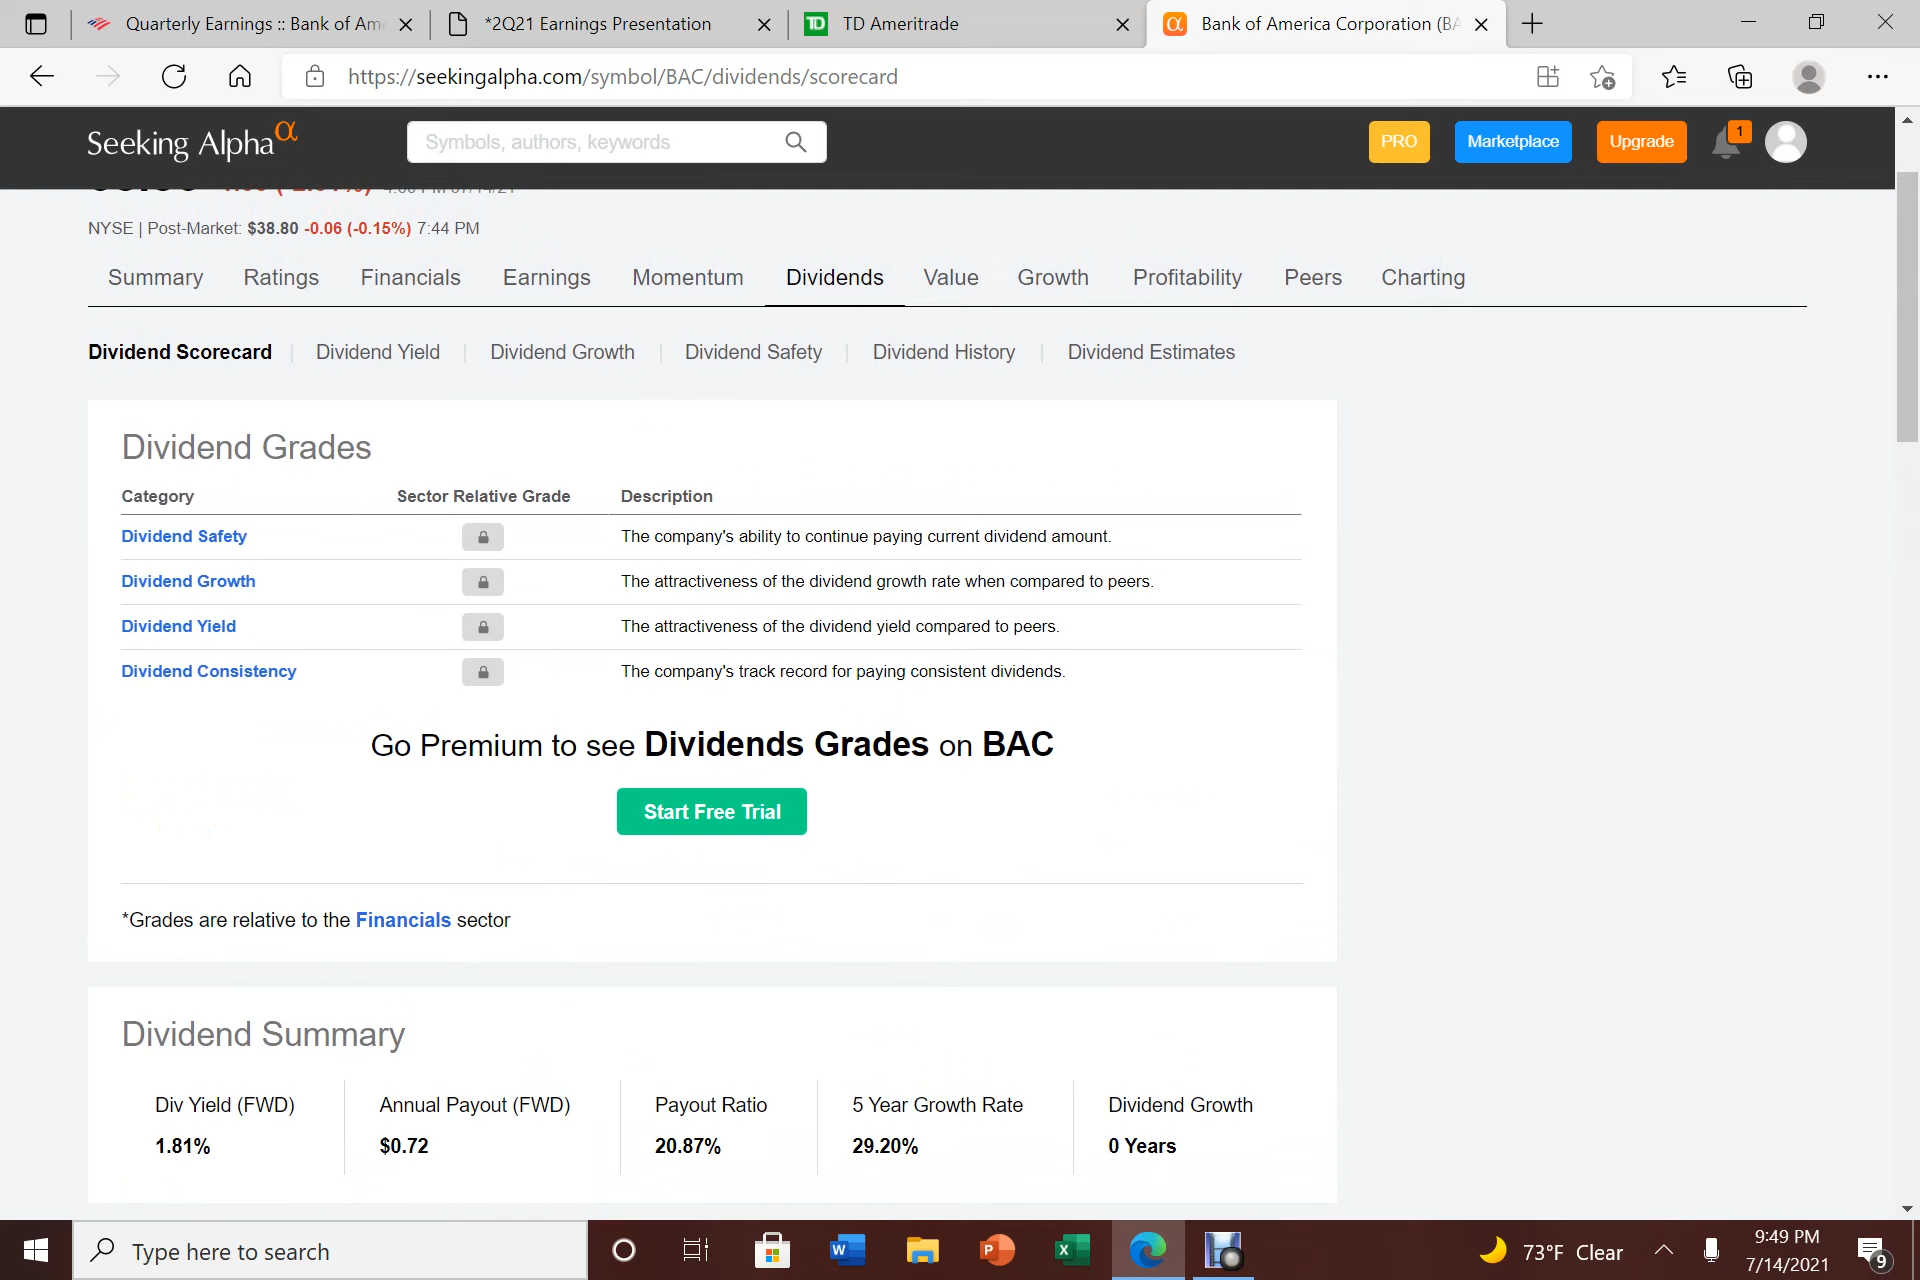 Quarterly Earnings :: Bank of Am
*2Q21 Earnings Presentation
TD Ameritrade
Bank of America Corporation (BA
https://seekingalpha.com/symbol/BAC/dividends/scorecard
Seeking Alpha α
Symbols, authors, keywords
PRO
Marketplace
Upgrade
1
NYSE | Post-Market: $38.80 -0.06 (-0.15%) 7:44 PM
Summary Ratings Financials Earnings Momentum Dividends Value Growth Profitability Peers Charting
Dividend Scorecard | Dividend Yield | Dividend Growth | Dividend Safety | Dividend History | Dividend Estimates
Dividend Grades
Category Sector Relative Grade Description
Dividend Safety The company's ability to continue paying current dividend amount.
Dividend Growth The attractiveness of the dividend growth rate when compared to peers.
Dividend Yield The attractiveness of the dividend yield compared to peers.
Dividend Consistency The company's track record for paying consistent dividends.
Go Premium to see Dividends Grades on BAC
Start Free Trial
*Grades are relative to the Financials sector
Dividend Summary
Div Yield (FWD) Annual Payout (FWD) Payout Ratio 5 Year Growth Rate Dividend Growth
1.81% $0.72 20.87% 29.20% 0 Years
Type here to search
73°F Clear
9:49 PM
7/14/2021
9